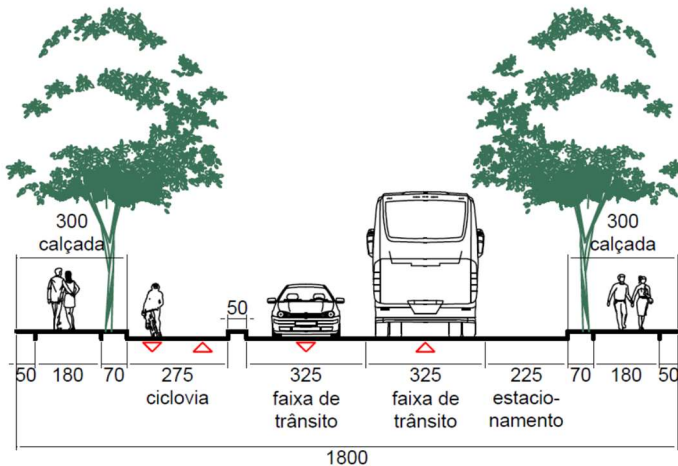 300
calçada
300
calçada
50
50
180
70
275
ciclovia
325
faixa de
trânsito
325
faixa de
trânsito
225
estacio-
namento
70
180
50
1800